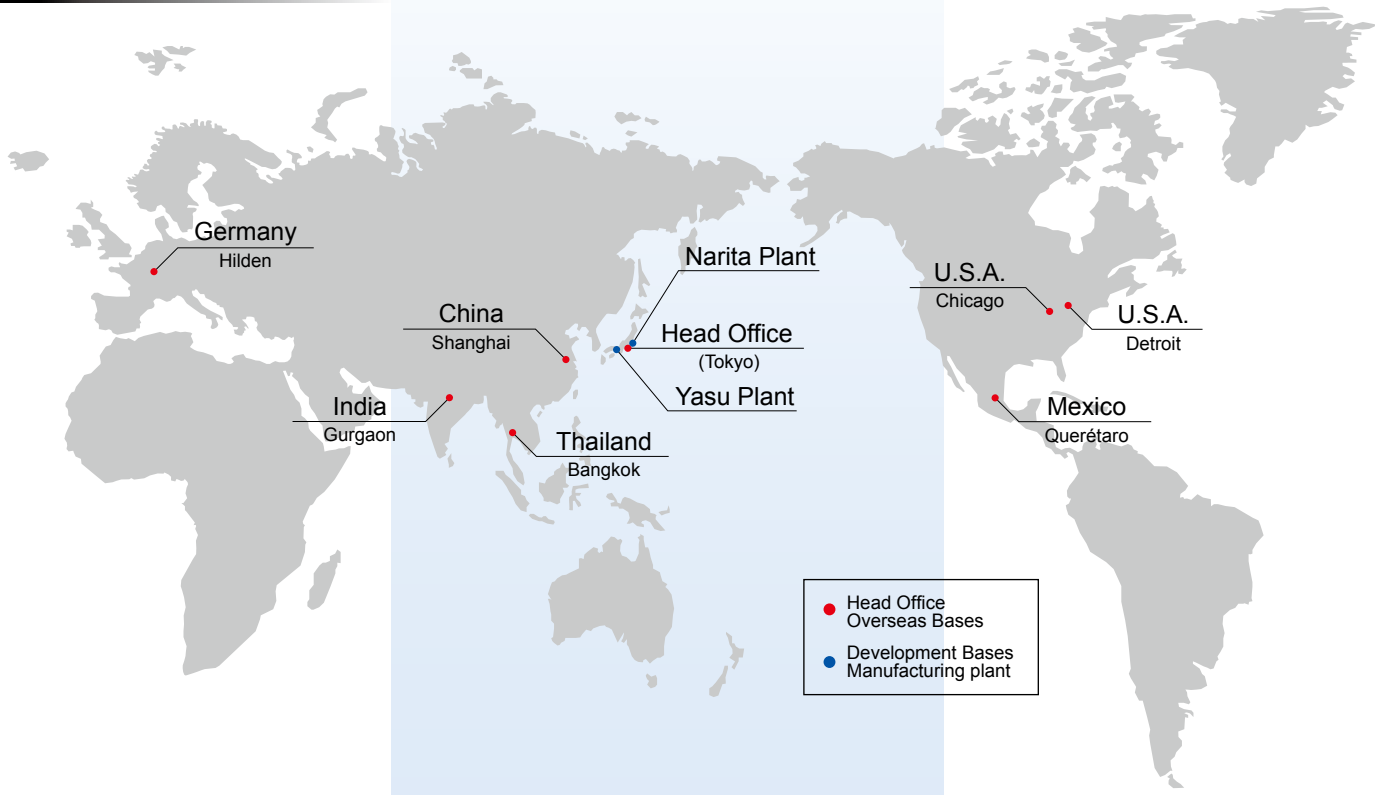 Germany
Hilden
China
Shanghai
India
Gurgaon
Thailand
Bangkok
Narita Plant
Head Office
(Tokyo)
Yasu Plant
U.S.A.
Chicago
U.S.A.
Detroit
Mexico
Querétaro
Head Office
Overseas Bases
Development Bases
Manufacturing plant